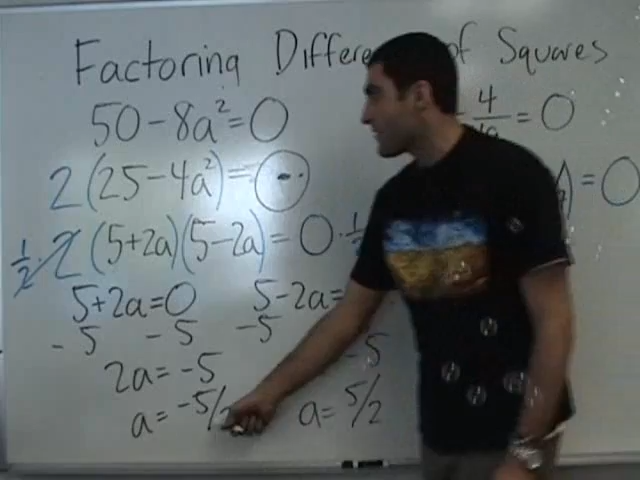 Factoring Difference of Squares
50-8a²=0
2(25-4a²)=0
1/2·2(5+2a)(5-2a)=0·1/
5+2a=0 5-2a=
-5 -5 -5 -5
2a=-5
a=-5/2 a=5/2
4/ =0
=0